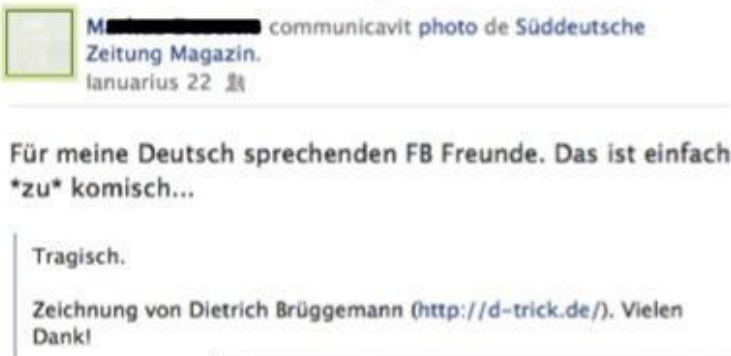 communicavit photo de Süddeutsche
Zeitung Magazin.
Ianuarius 22
Für meine Deutsch sprechenden FB Freunde. Das ist einfach
*zu* komisch...
Tragisch.
Zeichnung von Dietrich Brüggemann (http://d-trick.de/). Vielen
Dank!